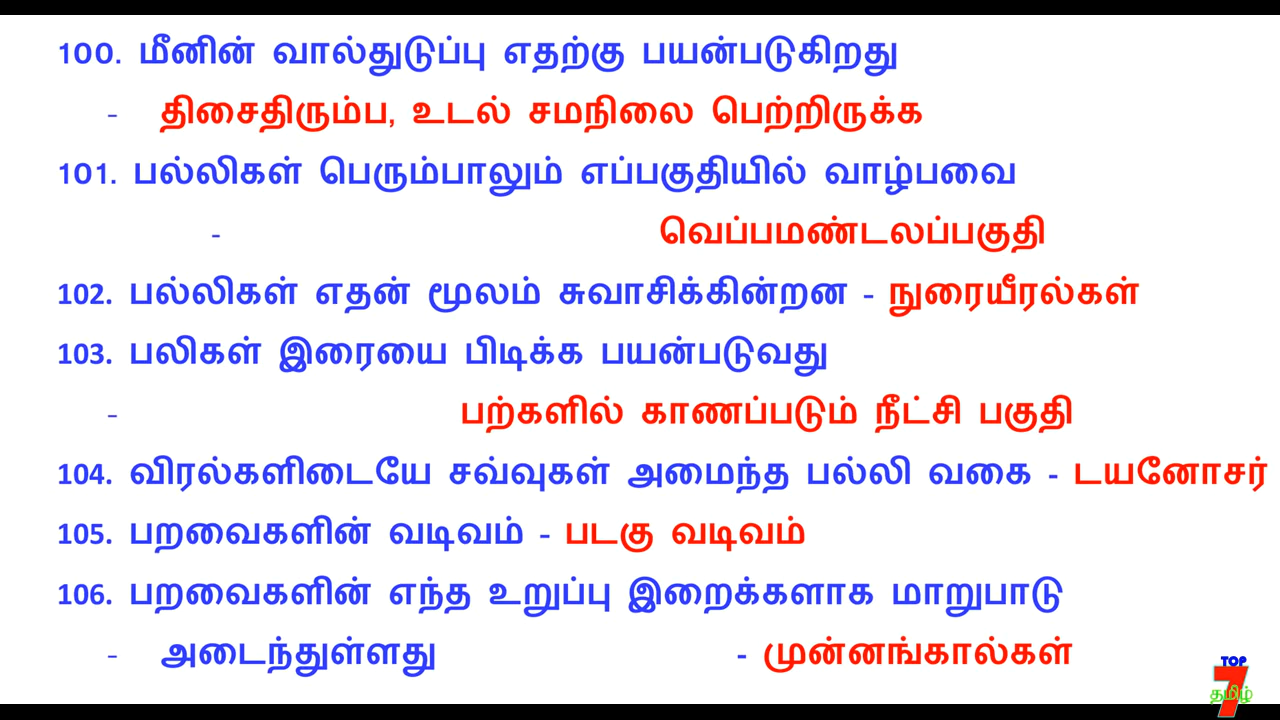 100. மீனின் வால்துடுப்பு எதற்கு பயன்படுகிறது
- திசைதிரும்ப, உடல் சமநிலை பெற்றிருக்க
101. பல்லிகள் பெரும்பாலும் எப்பகுதியில் வாழ்பவை
- வெப்பமண்டலப்பகுதி
102. பல்லிகள் எதன் மூலம் சுவாசிக்கின்றன - நுரையீரல்கள்
103. பலிகள் இரையை பிடிக்க பயன்படுவது
- பற்களில் காணப்படும் நீட்சி பகுதி
104. விரல்களிடையே சவ்வுகள் அமைந்த பல்லி வகை - டயனோசர்
105. பறவைகளின் வடிவம் - படகு வடிவம்
106. பறவைகளின் எந்த உறுப்பு இறைக்களாக மாறுபாடு
- அடைந்துள்ளது - முன்னங்கால்கள்
TOP
7
தமிழ்